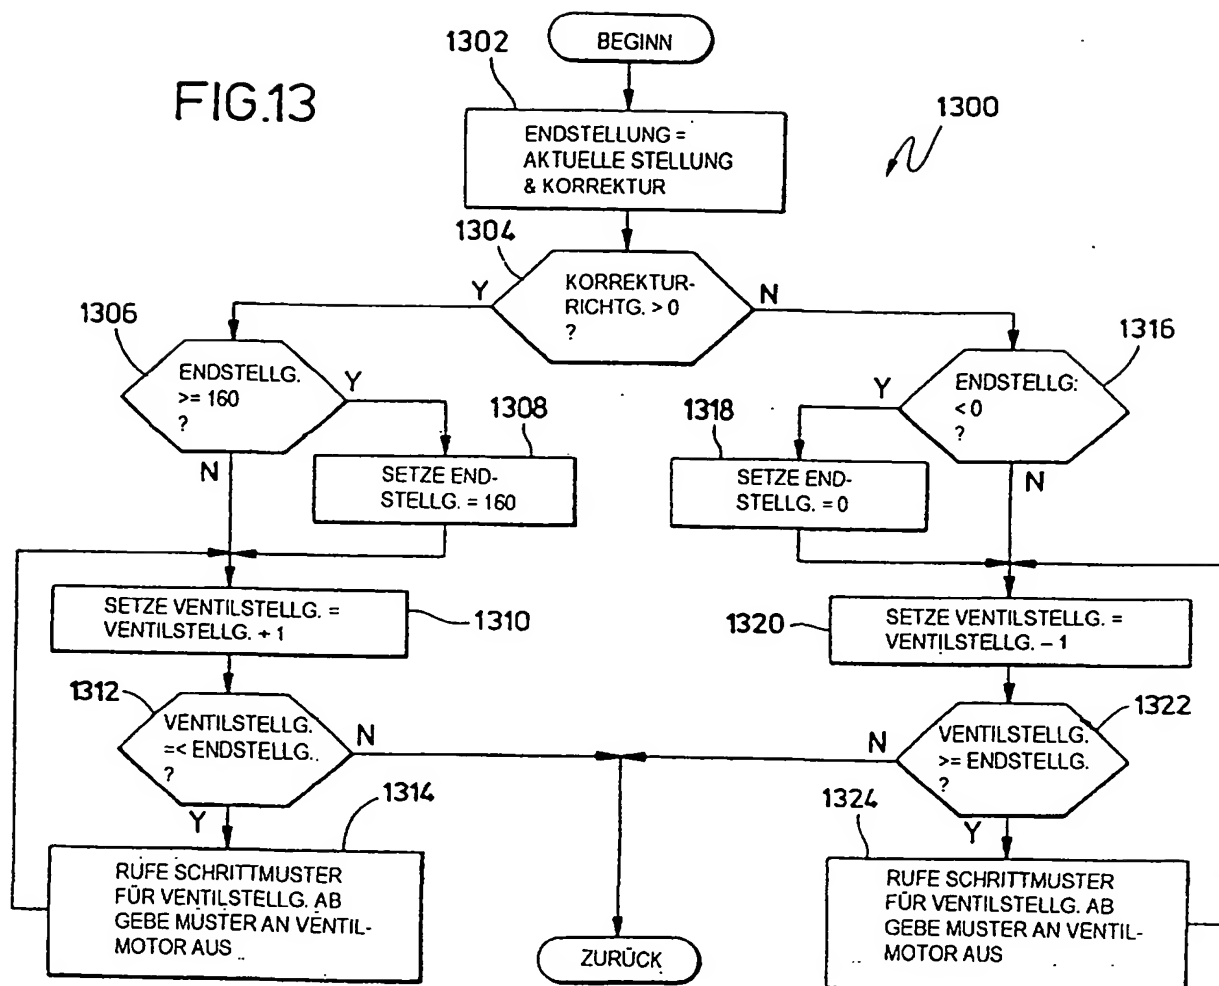 FIG.13
BEGINN
1302
ENDSTELLUNG =
AKTUELLE STELLUNG
& KORREKTUR
1300
1304
KORREKTUR-
RICHTG. > 0
?
Y
N
1306
ENDSTELLG.
>= 160
?
Y
N
1308
SETZE END-
STELLG. = 160
1316
ENDSTELLG:
< 0
?
Y
N
1318
SETZE END-
STELLG. = 0
SETZE VENTILSTELLG. =
VENTILSTELLG. + 1
1310
1320
SETZE VENTILSTELLG. =
VENTILSTELLG. – 1
1312
VENTILSTELLG.
=< ENDSTELLG.
?
N
Y
1322
VENTILSTELLG.
>= ENDSTELLG.
?
N
Y
1314
RUFE SCHRITTMUSTER
FÜR VENTILSTELLG. AB
GEBE MUSTER AN VENTIL-
MOTOR AUS
1324
RUFE SCHRITTMUSTER
FÜR VENTILSTELLG. AB
GEBE MUSTER AN VENTIL-
MOTOR AUS
ZURÜCK